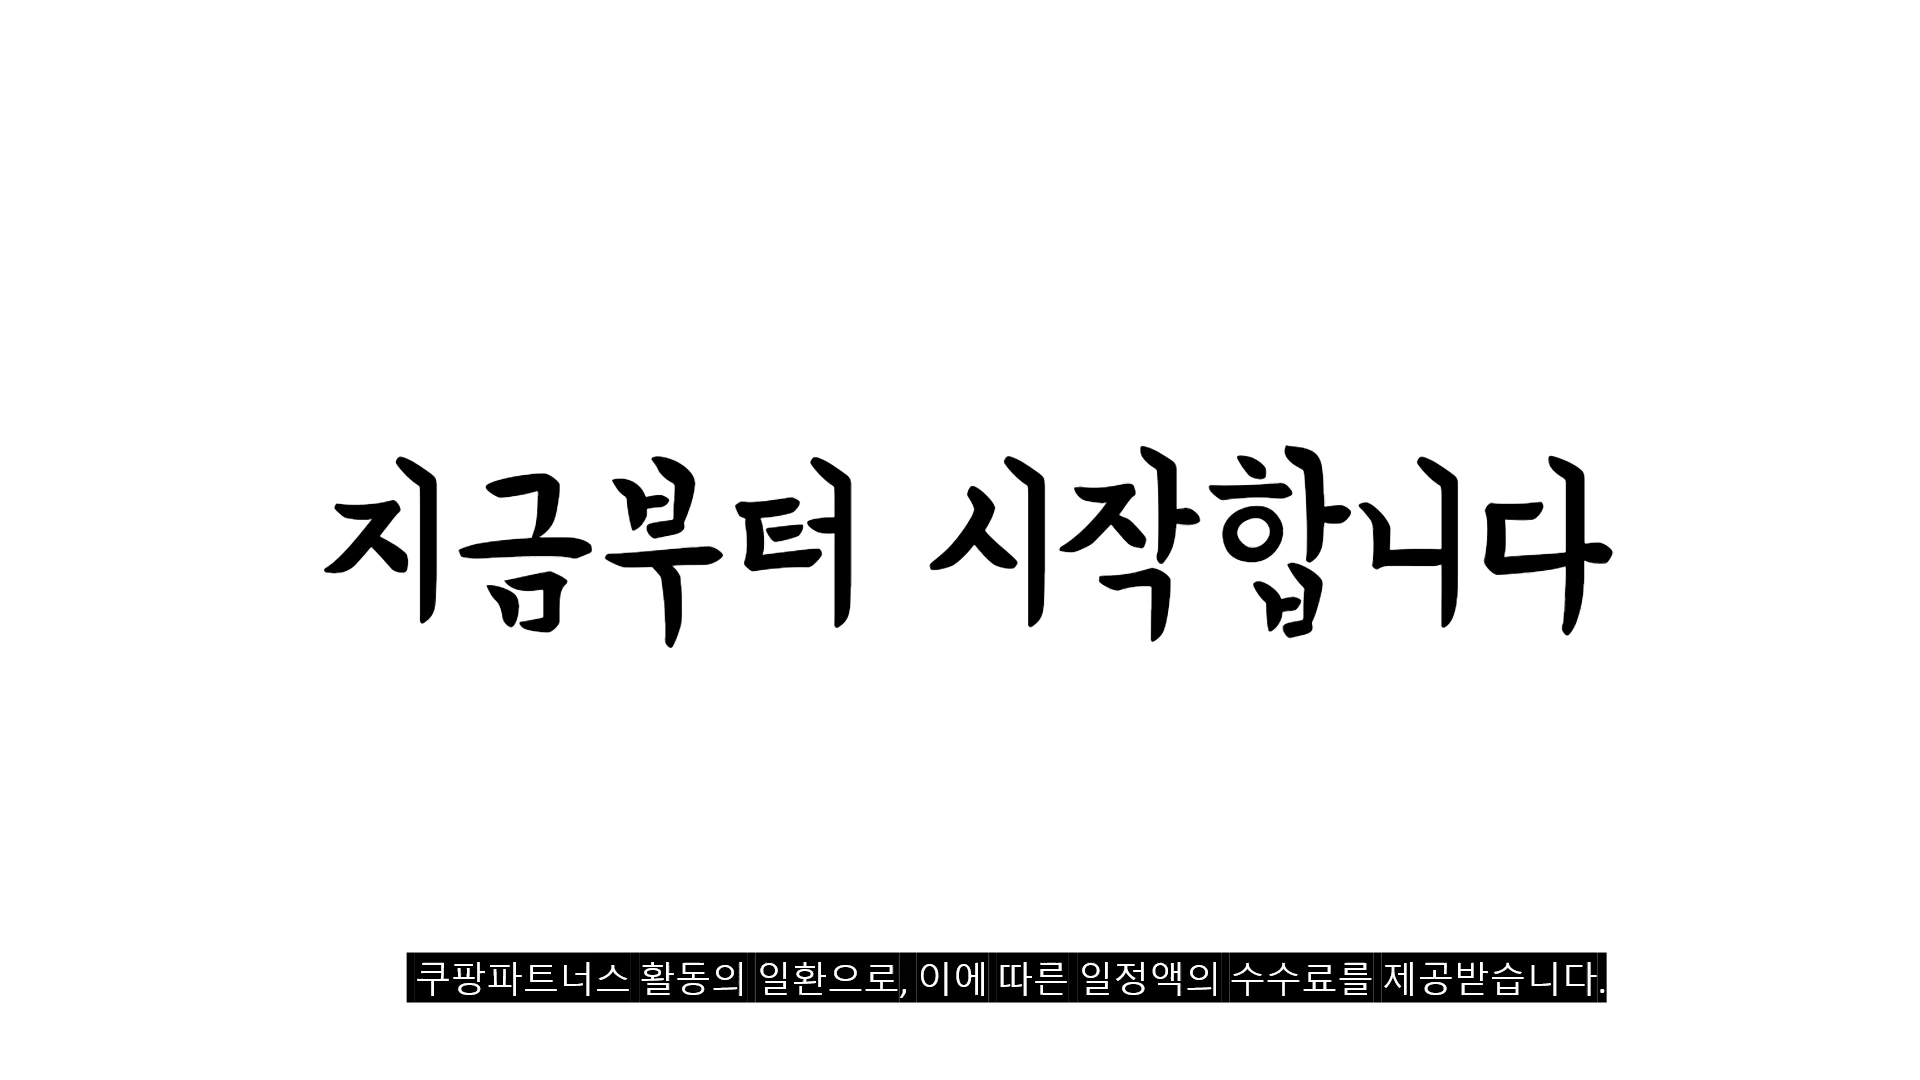 지금부터 시작합니다
쿠팡파트너스 활동의 일환으로, 이에 따른 일정액의 수수료를 제공받습니다.